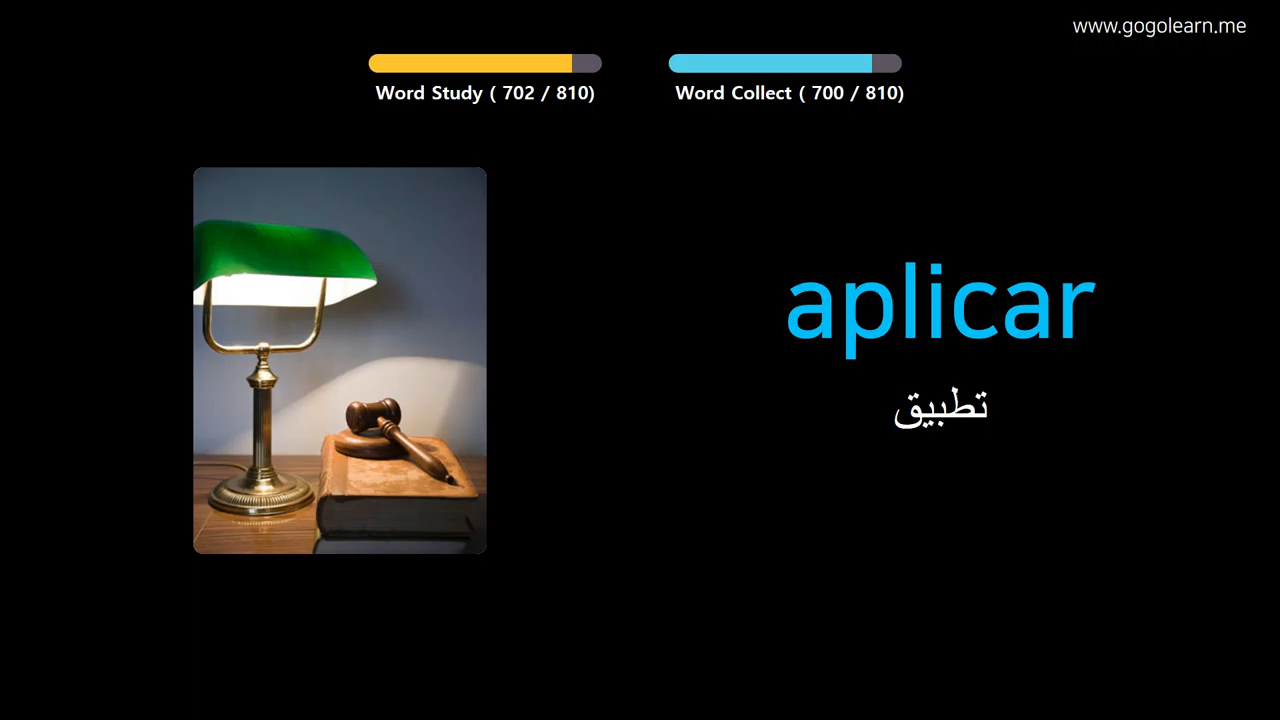 www.gogolearn.me
Word Study ( 702 / 810)
Word Collect ( 700 / 810)
aplicar
تطبيق